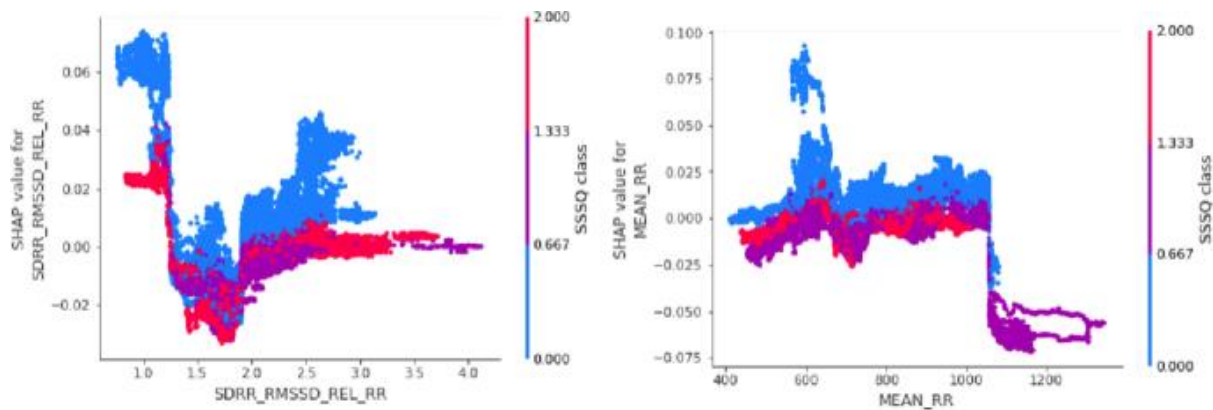 2.000
0.06
0.04
0.02
0.00
−0.02
1.333
0.667
0.000
SHAP value for
SDRR_RMSSD_REL_RR
SSSQ class
1.0 1.5 2.0 2.5 3.0 3.5 4.0
SDRR_RMSSD_REL_RR
0.100
0.075
0.050
0.025
0.000
−0.025
−0.050
−0.075
2.000
1.333
0.667
0.000
SHAP value for
MEAN_RR
SSSQ class
400 600 800 1000 1200
MEAN_RR